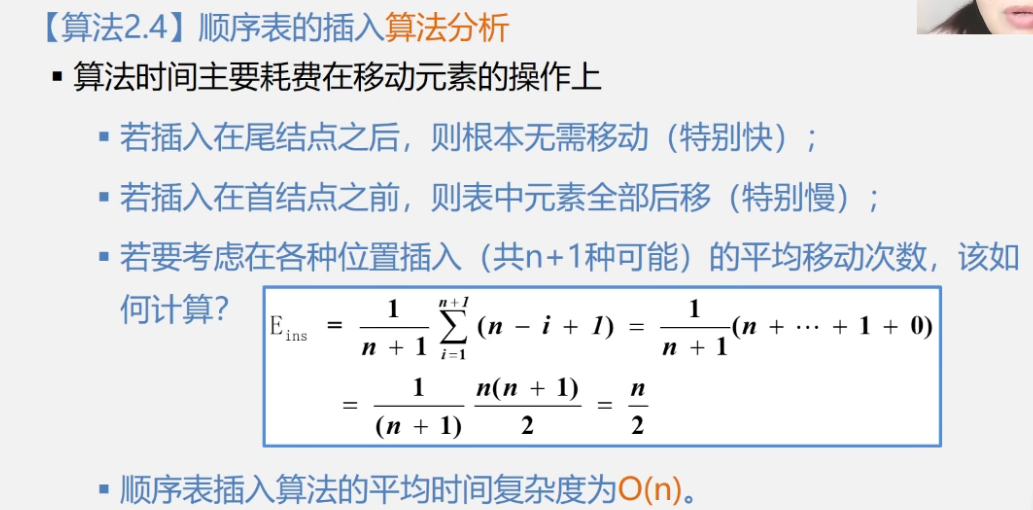 【算法2.4】顺序表的插入算法分析
▪ 算法时间主要耗费在移动元素的操作上
▪ 若插入在尾结点之后，则根本无需移动（特别快）；
▪ 若插入在首结点之前，则表中元素全部后移（特别慢）；
▪ 若要考虑在各种位置插入（共n+1种可能）的平均移动次数，该如
何计算？
E_ins = \frac{1}{n + 1} \sum_{i=1}^{n+1} (n - i + 1) = \frac{1}{n + 1} (n + ⋯ + 1 + 0)
= \frac{1}{(n + 1)} \frac{n(n + 1)}{2} = \frac{n}{2}
▪ 顺序表插入算法的平均时间复杂度为O(n)。